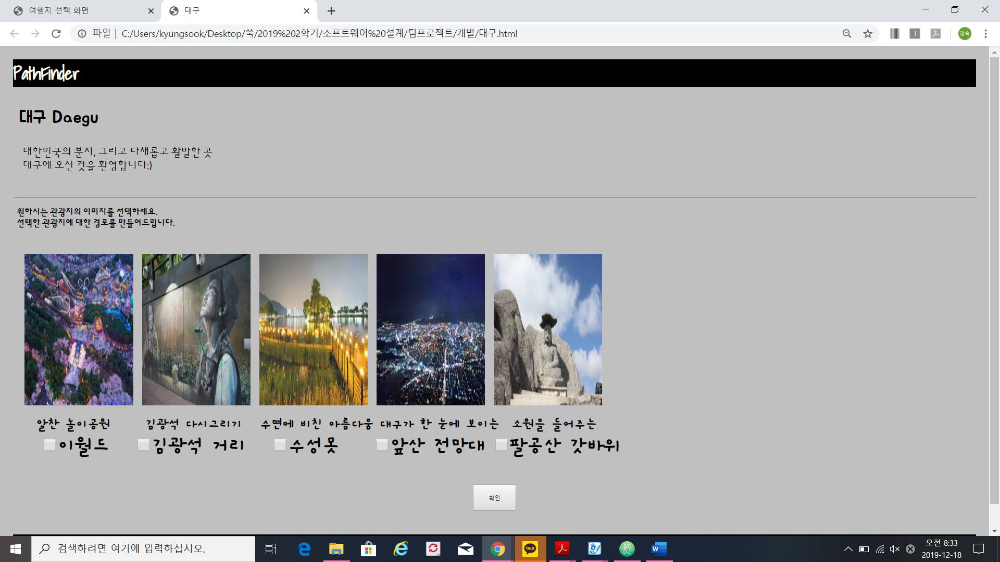 여행지 선택 화면
대구
파일 | C:/Users/kyungsook/Desktop/쑥/2019%202학기/소프트웨어%20설계/팀프로젝트/개발/대구.html
경숙
PathFinder
대구 Daegu
대한민국의 분지, 그리고 다채롭고 활발한 곳
대구에 오신 것을 환영합니다:)
원하시는 관광지의 이미지를 선택하세요.
선택한 관광지에 대한 경로를 만들어드립니다.
알찬 놀이공원
이월드
김광석 다시그리기
김광석 거리
수면에 비친 아름다움
수성못
대구가 한 눈에 보이는
앞산 전망대
소원을 들어주는
팔공산 갓바위
확인
검색하려면 여기에 입력하십시오.
TALK
오전 8:33
2019-12-18